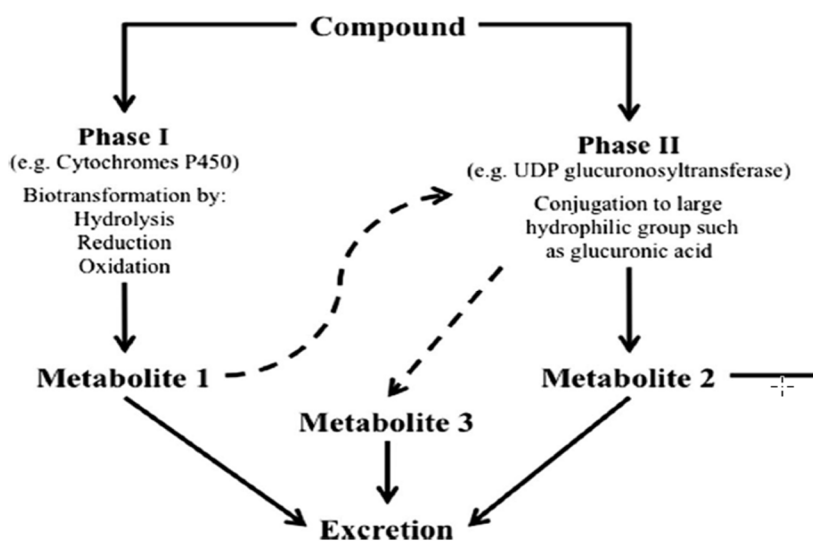 Compound
Phase I
(e.g. Cytochromes P450)
Biotransformation by:
Hydrolysis
Reduction
Oxidation
Phase II
(e.g. UDP glucuronosyltransferase)
Conjugation to large
hydrophilic group such
as glucuronic acid
Metabolite 1
Metabolite 2
Metabolite 3
Excretion